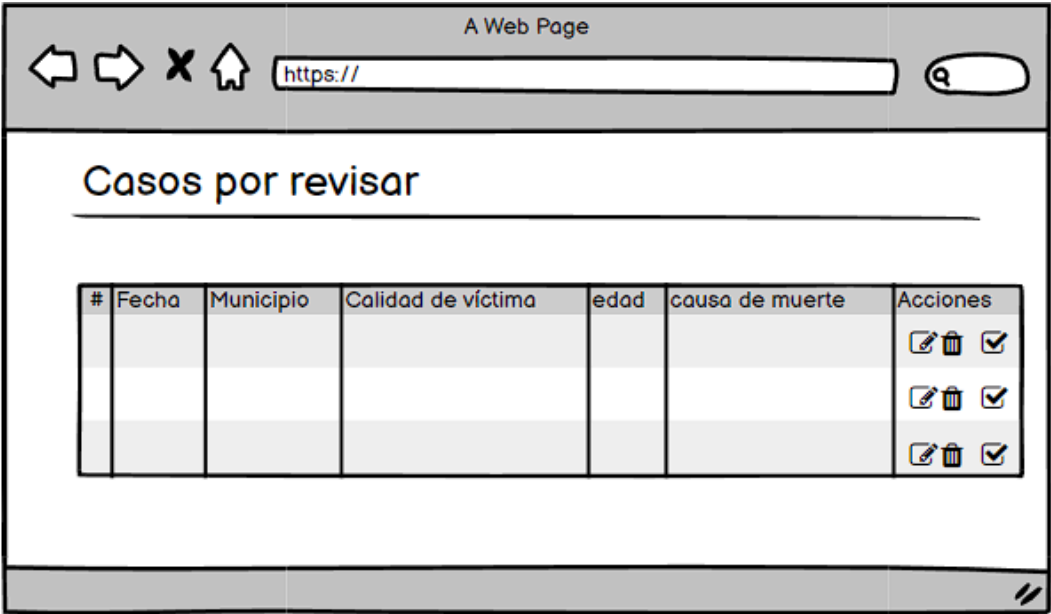 A Web Page
https://
Casos por revisar
# Fecha Municipio Calidad de víctima edad causa de muerte Acciones